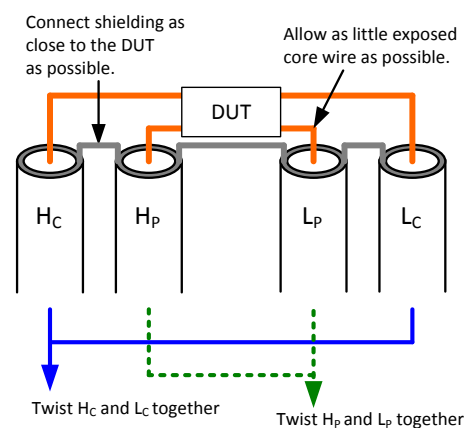 Connect shielding as
close to the DUT
as possible.
Allow as little exposed
core wire as possible.
DUT
HC
HP
LP
LC
Twist HC and LC together
Twist HP and LP together